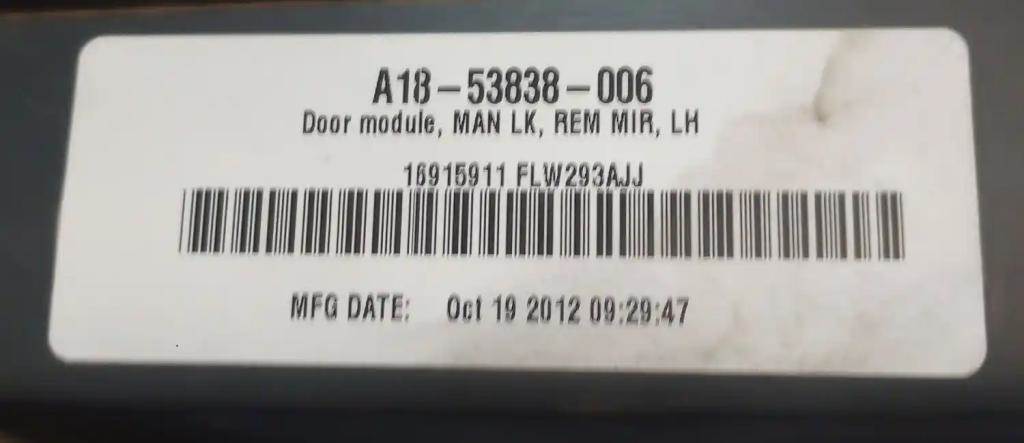 A18-53838-006
Door module, MAN LK, REM MIR, LH
16915911 FLW293AJJ
MFG DATE: Oct 19 2012 09:29:47